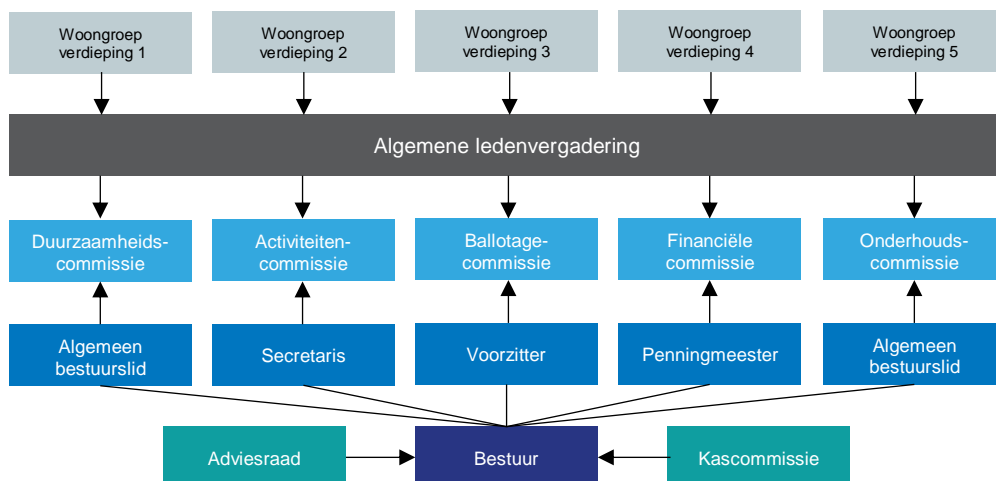 Woongroep
verdieping 1
Woongroep
verdieping 2
Woongroep
verdieping 3
Woongroep
verdieping 4
Woongroep
verdieping 5
Algemene ledenvergadering
Duurzaamheids-
commissie
Activiteiten-
commissie
Ballotage-
commissie
Financiële
commissie
Onderhouds-
commissie
Algemeen
bestuurslid
Secretaris
Voorzitter
Penningmeester
Algemeen
bestuurslid
Adviesraad
Bestuur
Kascommissie